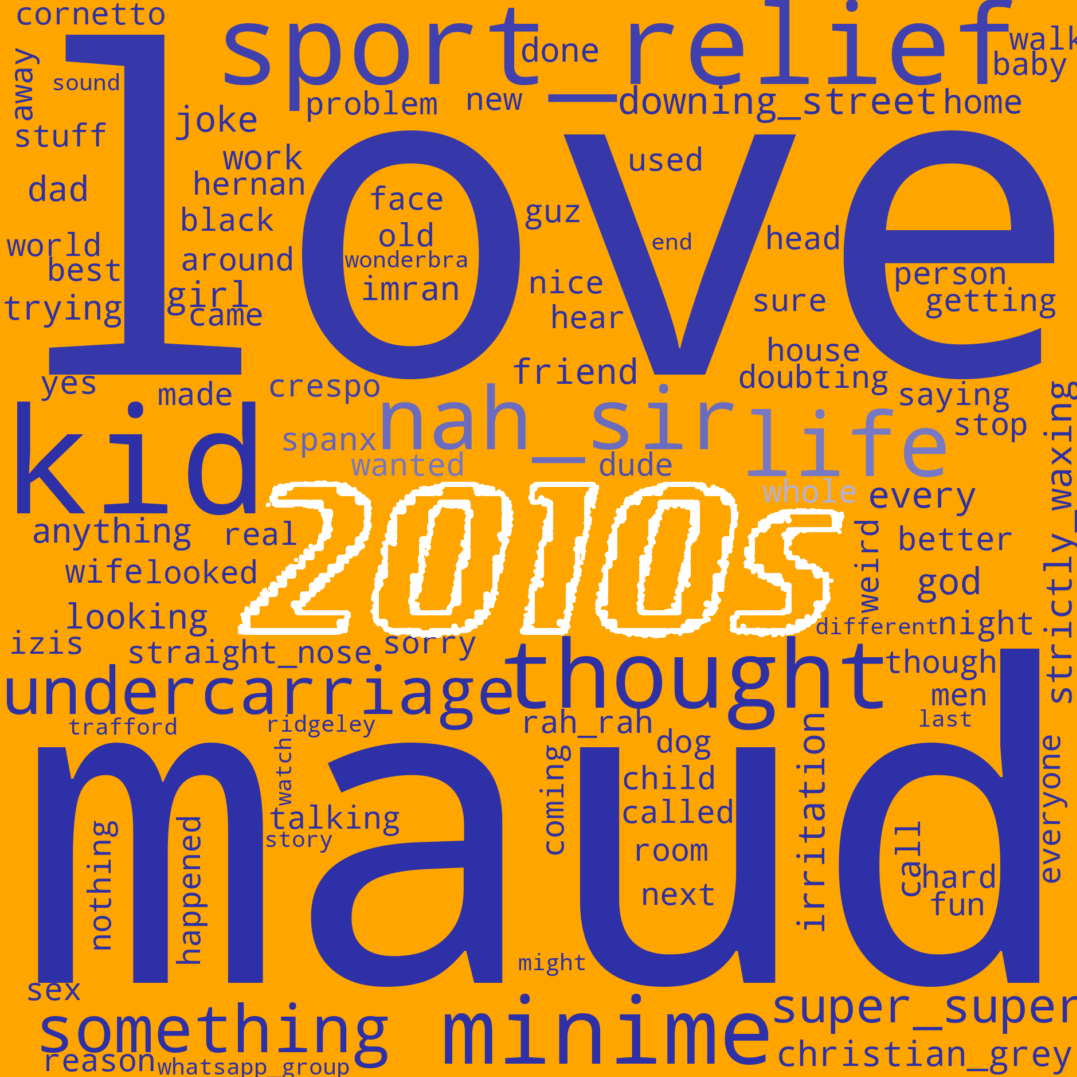 cornetto
sport_relief
done
walk
baby
away
sound
problem
new
downing_street
home
stuff
joke
love
work
used
hernan
dad
face
black
guz
old
end
head
world
wonderbra
around
best
imran
nice
person
girl
sure
getting
trying
came
hear
house
friend
doubting
yes
made
crespo
saying
nah_sir
life
stop
strictly_waxing
kid
spanx
wanted
dude
whole
every
2010s
anything
real
weird
better
wife
looked
god
looking
different
night
izis
straight_nose
sorry
thought
though
undercarriage
men
trafford
ridgeley
rah_rah
last
maud
watch
dog
coming
child
irritation
everyone
talking
called
story
nothing
happened
room
call
hard
next
fun
might
sex
something
minime
super_super
reason
whatsapp_group
christian_grey